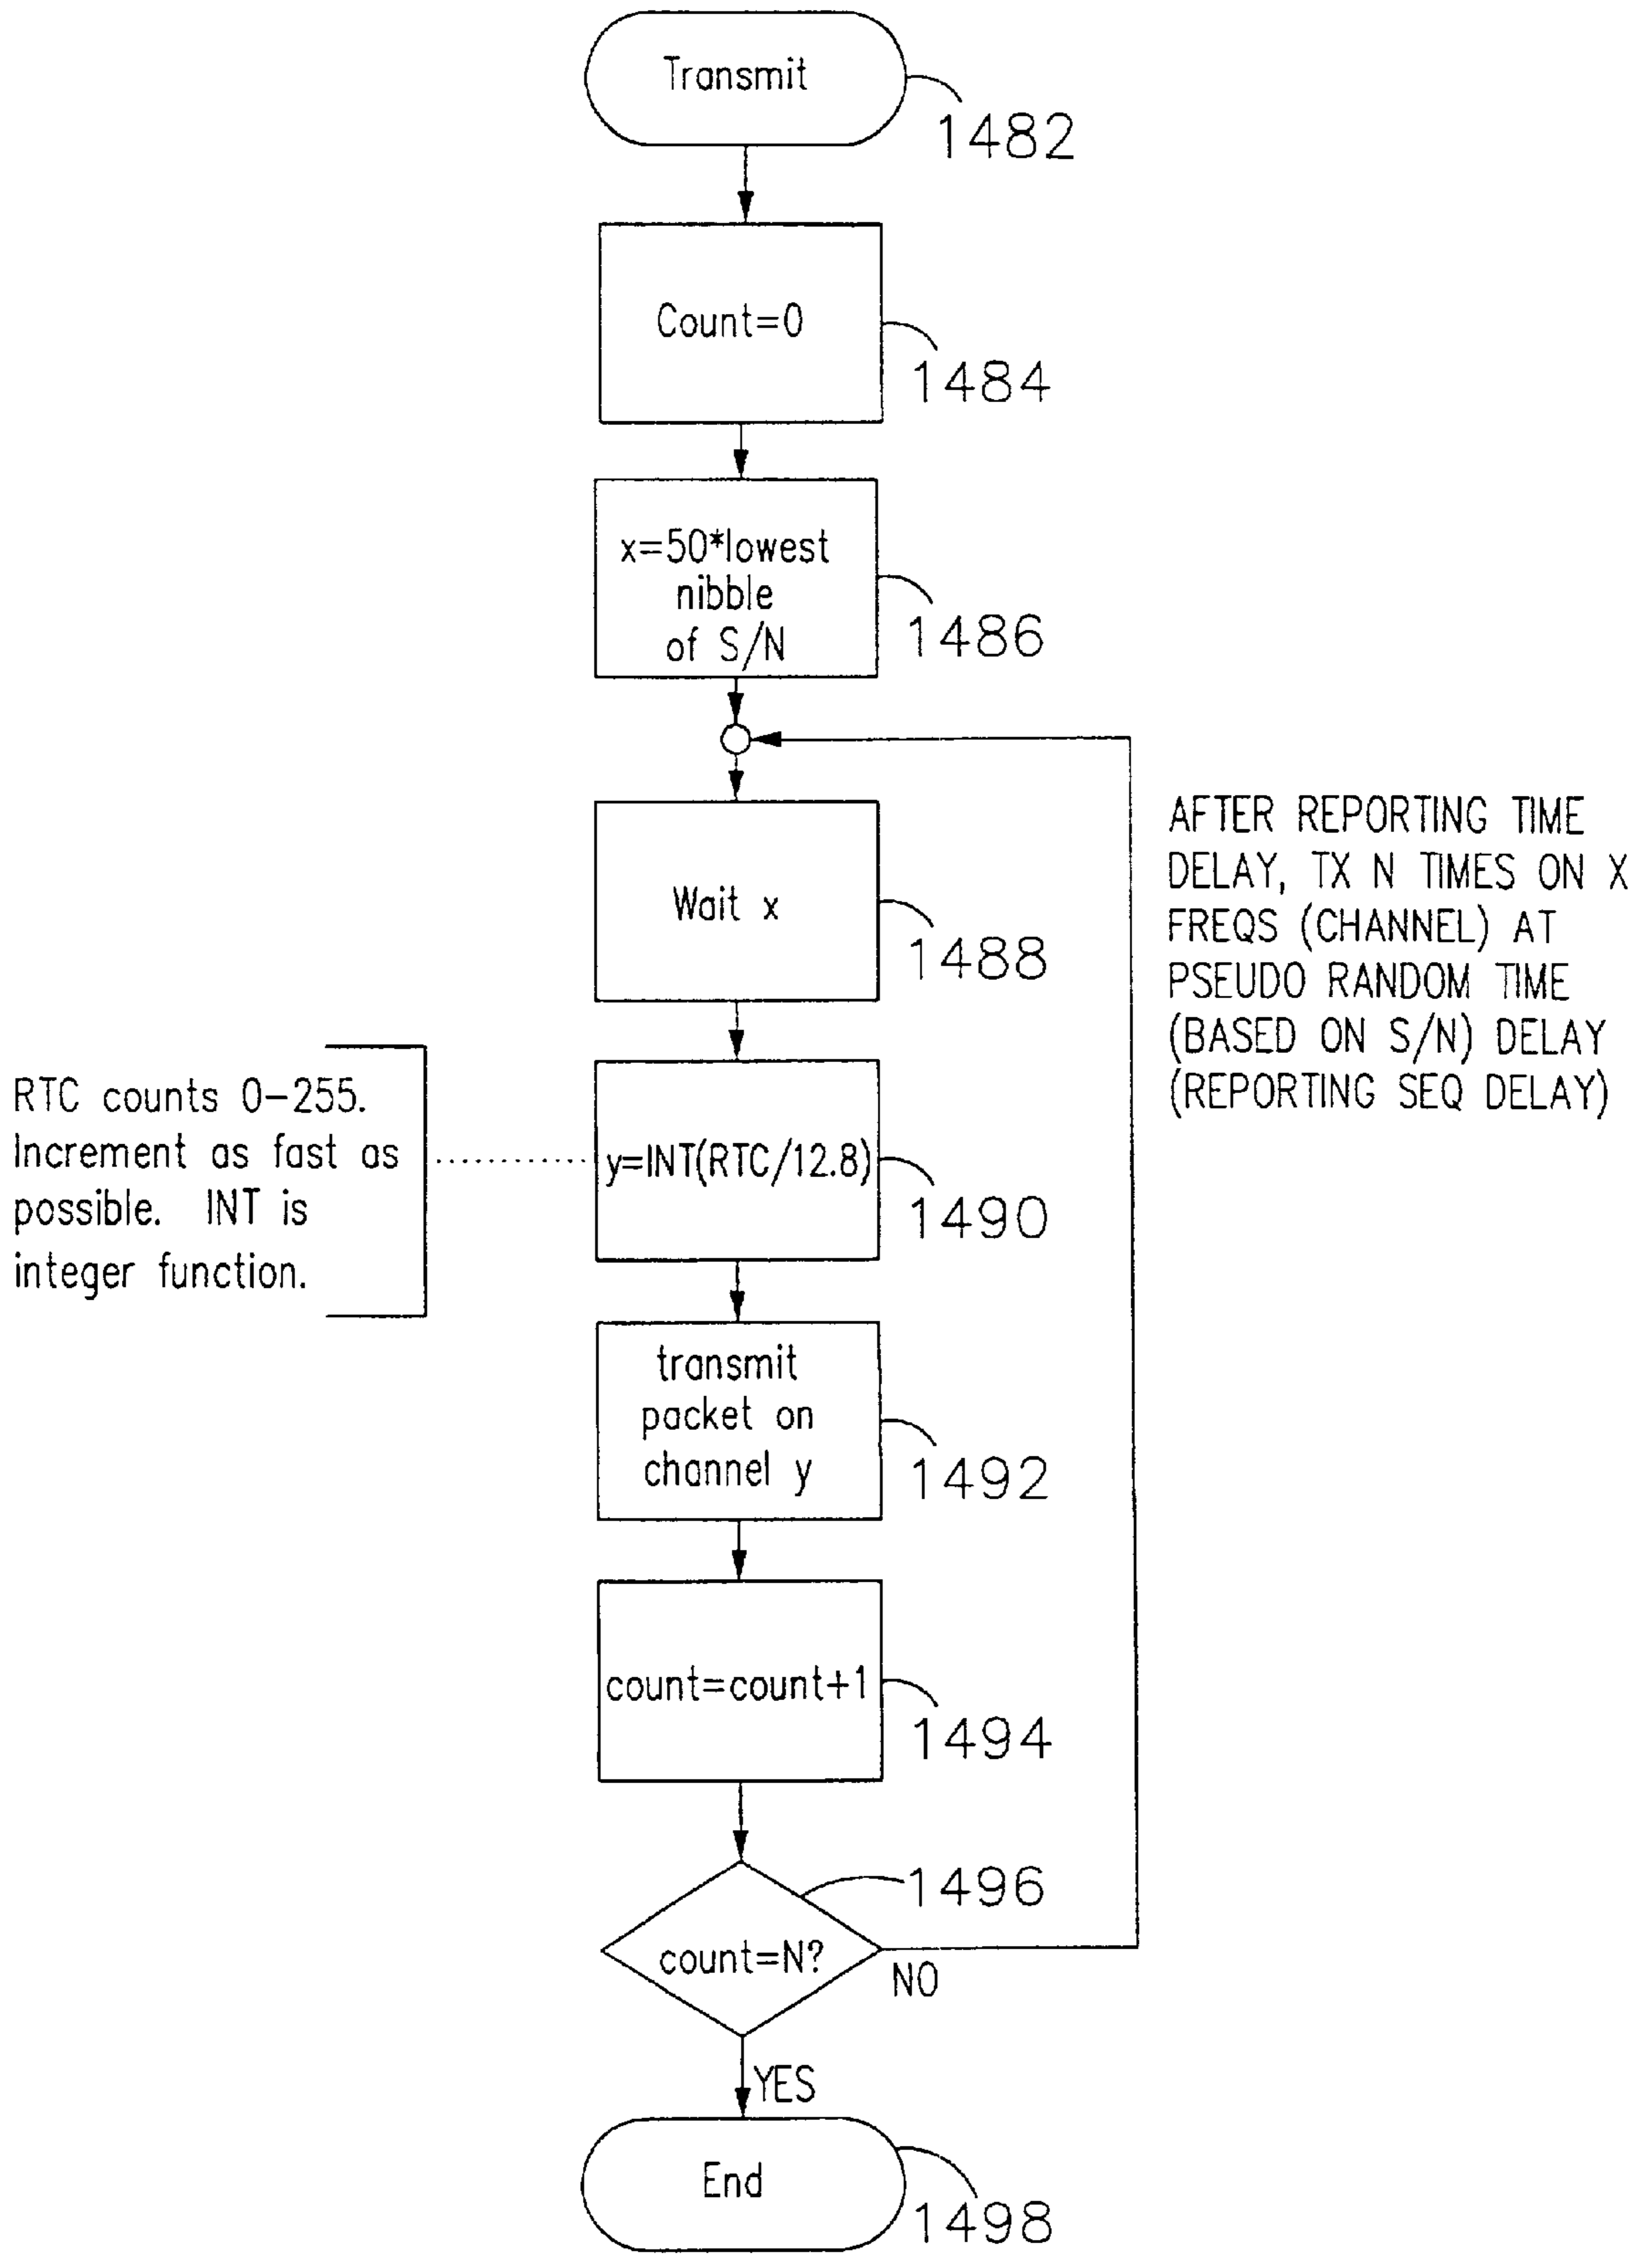 Transmit
1482
Count=0
1484
x=50*lowest
nibble
of S/N
1486
Wait x
1488
AFTER REPORTING TIME
DELAY, TX N TIMES ON X
FREQS (CHANNEL) AT
PSEUDO RANDOM TIME
(BASED ON S/N) DELAY
(REPORTING SEQ DELAY)
RTC counts 0-255.
Increment as fast as
possible. INT is
integer function.
y=INT(RTC/12.8)
1490
transmit
packet on
channel y
1492
count=count+1
1494
1496
count=N?
NO
YES
End
1498